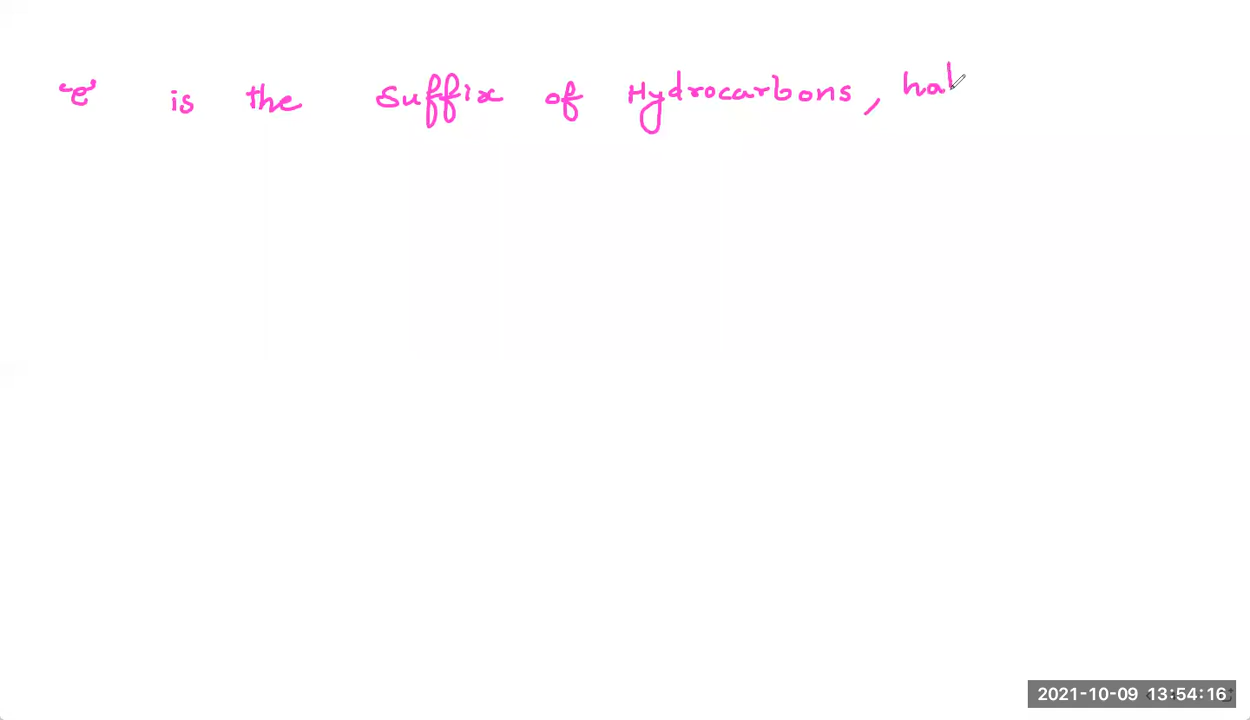 'e' is the Suffix of Hydrocarbons, hal
2021-10-09 13:54:16